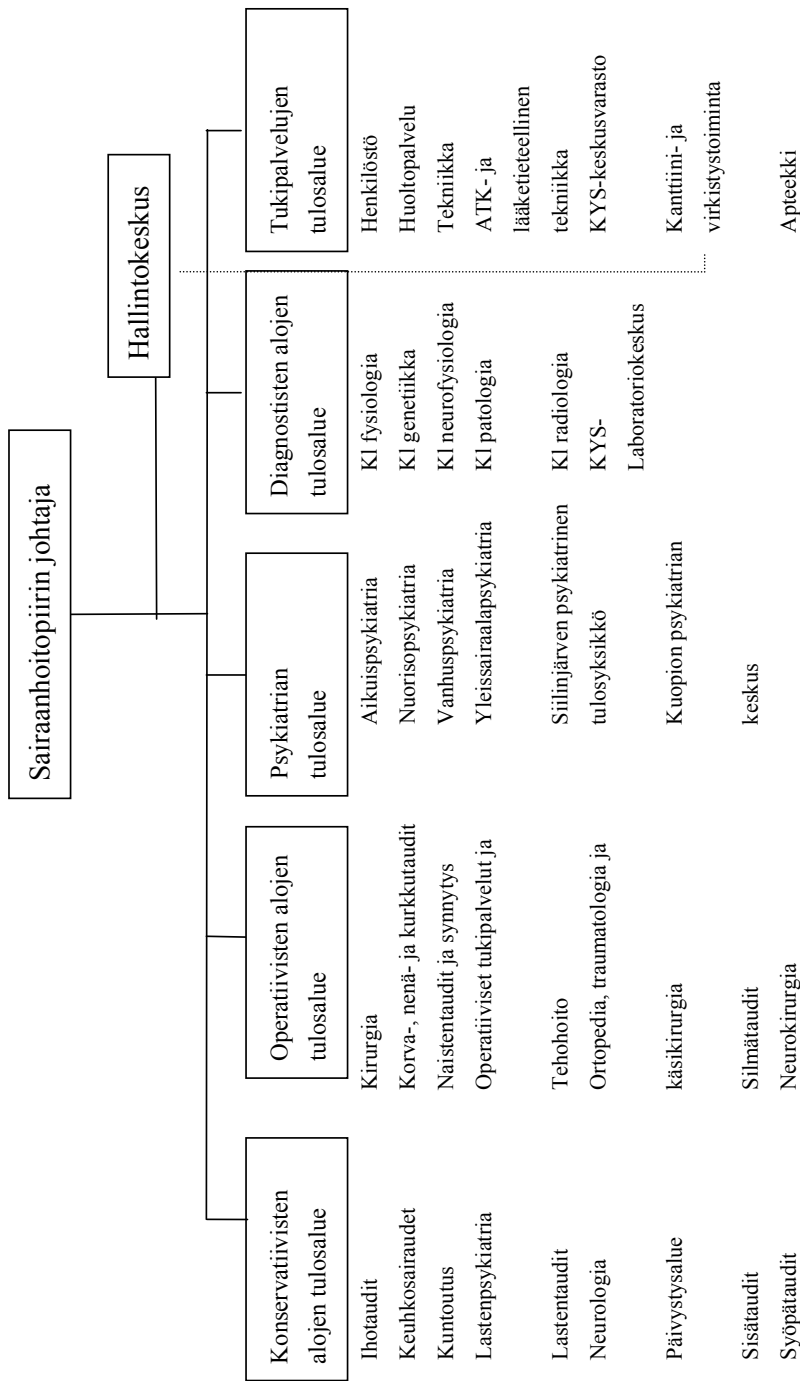 Sairaanhoitopiirin johtaja
Hallintokeskus
Konservatiivisten
alojen tulosalue
Ihotaudit
Keuhkosairaudet
Kuntoutus
Lastenpsykiatria
Lastentaudit
Neurologia
Päivystysalue
Sisätaudit
Syöpätaudit
Operatiivisten alojen
tulosalue
Kirurgia
Korva-, nenä- ja kurkkutaudit
Naistentaudit ja synnytys
Operatiiviset tukipalvelut ja
Tehohoito
Ortopedia, traumatologia ja
käsikirurgia
Silmätaudit
Neurokirurgia
Psykiatrian
tulosalue
Aikuispsykiatria
Nuorisopsykiatria
Vanhuspsykiatria
Yleissairaalapsykiatria
Siilinjärven psykiatrinen
tulosyksikkö
Kuopion psykiatrian
keskus
Diagnostisten alojen
tulosalue
Kl fysiologia
Kl genetiikka
Kl neurofysiologia
Kl patologia
Kl radiologia
KYS-
Laboratoriokeskus
Tukipalvelujen
tulosalue
Henkilöstö
Huoltopalvelu
Tekniikka
ATK- ja
lääketieteellinen
tekniikka
KYS-keskusvarasto
Kanttiini- ja
virkistystoiminta
Apteekki